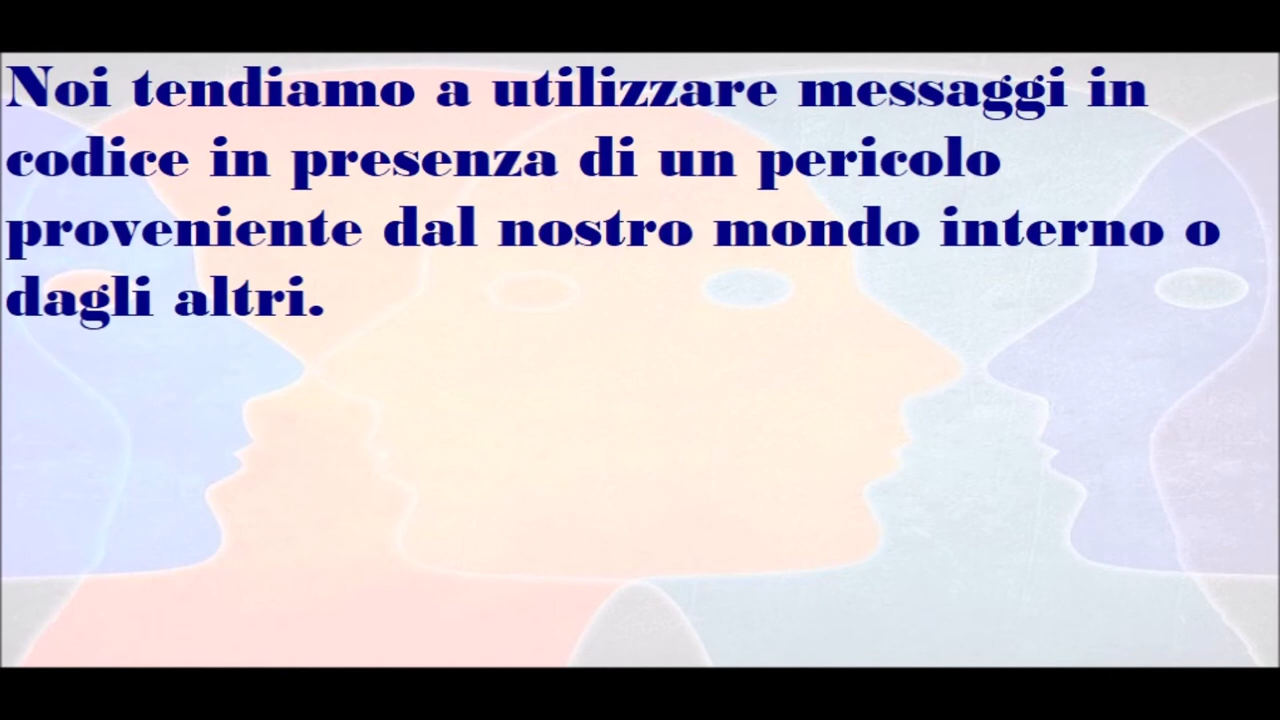 Noi tendiamo a utilizzare messaggi in
codice in presenza di un pericolo
proveniente dal nostro mondo interno o
dagli altri.